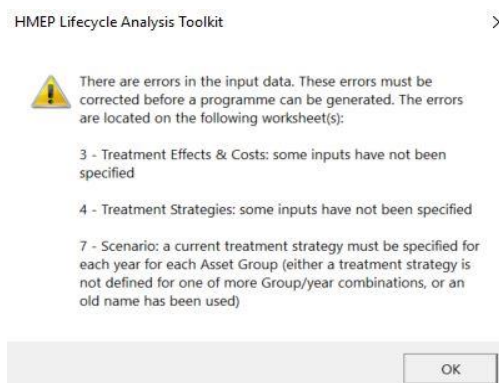 HMEP Lifecycle Analysis Toolkit
There are errors in the input data. These errors must be
corrected before a programme can be generated. The errors
are located on the following worksheet(s):
3 - Treatment Effects & Costs: some inputs have not been
specified
4 - Treatment Strategies: some inputs have not been specified
7 - Scenario: a current treatment strategy must be specified for
each year for each Asset Group (either a treatment strategy is
not defined for one of more Group/year combinations, or an
old name has been used)
OK